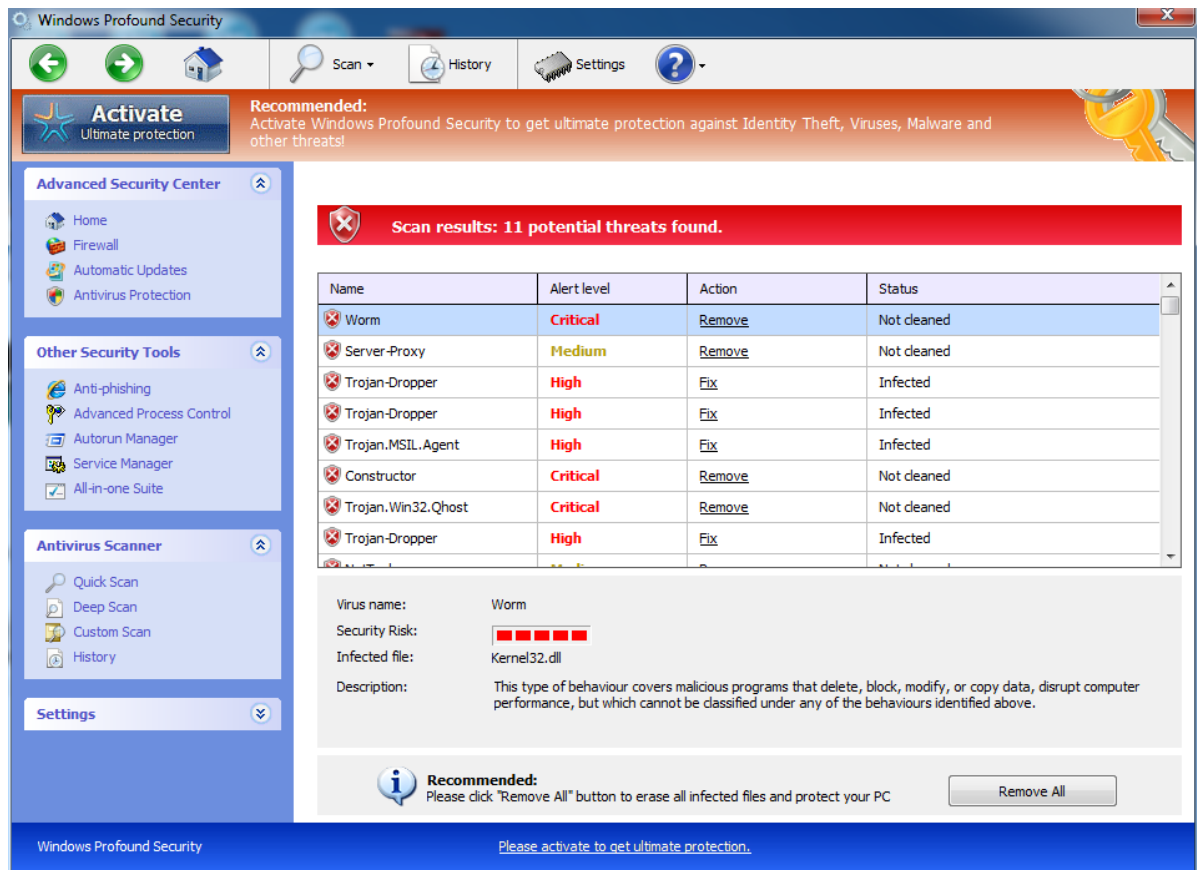 Windows Profound Security
Scan
History
Settings
Activate
Ultimate protection
Recommended:
Activate Windows Profound Security to get ultimate protection against Identity Theft, Viruses, Malware and
other threats!
Advanced Security Center
Home
Firewall
Automatic Updates
Antivirus Protection
Other Security Tools
Anti-phishing
Advanced Process Control
Autorun Manager
Service Manager
All-in-one Suite
Antivirus Scanner
Quick Scan
Deep Scan
Custom Scan
History
Settings
Scan results: 11 potential threats found.
Name Alert level Action Status
Worm Critical Remove Not cleaned
Server-Proxy Medium Remove Not cleaned
Trojan-Dropper High Fix Infected
Trojan-Dropper High Fix Infected
Trojan.MSIL.Agent High Fix Infected
Constructor Critical Remove Not cleaned
Trojan.Win32.Qhost Critical Remove Not cleaned
Trojan-Dropper High Fix Infected
Virus name: Worm
Security Risk:
Infected file: Kernel32.dll
Description: This type of behaviour covers malicious programs that delete, block, modify, or copy data, disrupt computer
performance, but which cannot be classified under any of the behaviours identified above.
Recommended:
Please click "Remove All" button to erase all infected files and protect your PC
Remove All
Windows Profound Security
Please activate to get ultimate protection.